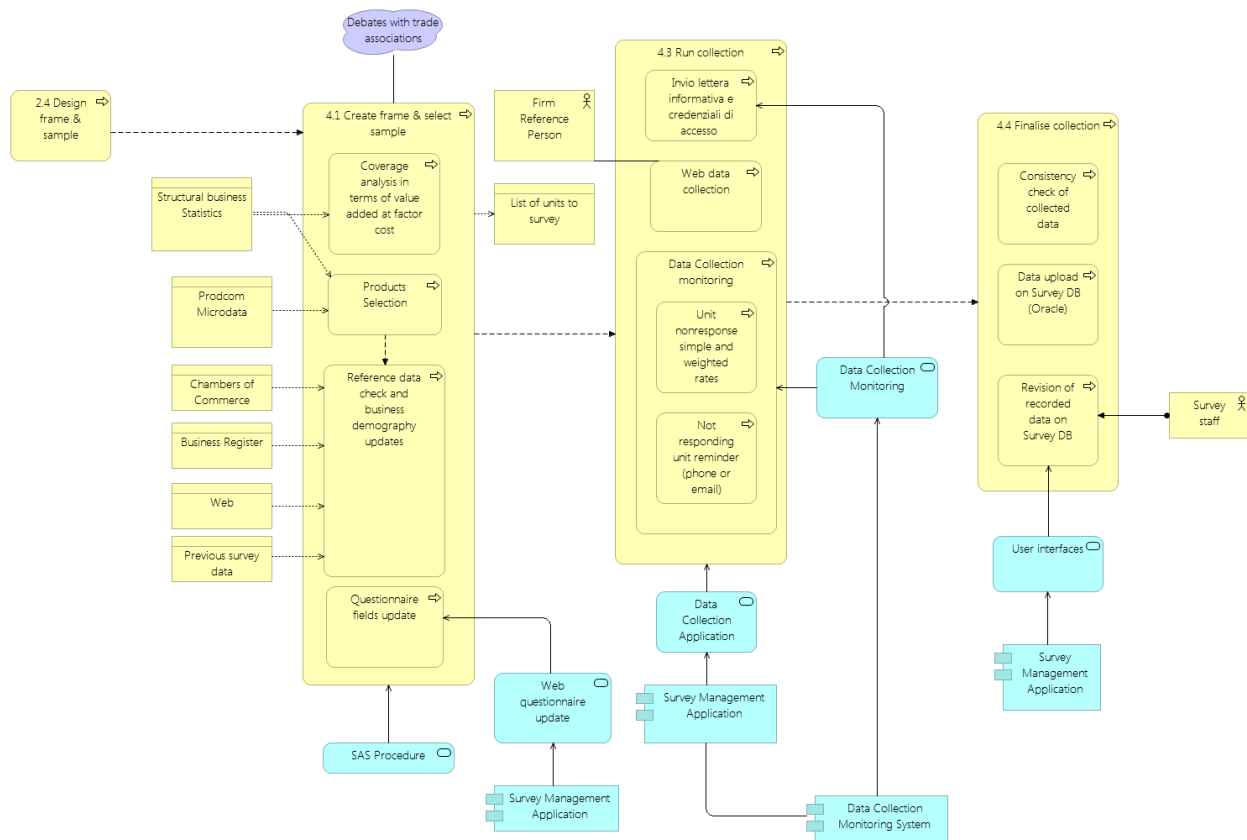 Debates with trade
associations
2.4 Design
frame &
sample
4.1 Create frame & select
sample
Coverage
analysis in
terms of value
added at factor
cost
Structural business
Statistics
Products
Selection
Prodcom
Microdata
Reference data
check and
business
demography
updates
Chambers of
Commerce
Business Register
Web
Previous survey
data
Questionnaire
fields update
SAS Procedure
Firm
Reference
Person
List of units to
survey
Web
questionnaire
update
Survey Management
Application
4.3 Run collection
Invio lettera
informativa e
credenziali di
accesso
Web data
collection
Data Collection
monitoring
Unit
nonresponse
simple and
weighted
rates
Not
responding
unit reminder
(phone or
email)
Data
Collection
Application
Survey Management
Application
Data Collection
Monitoring
Data Collection
Monitoring System
4.4 Finalise collection
Consistency
check of
collected
data
Data upload
on Survey DB
(Oracle)
Revision of
recorded
data on
Survey DB
Survey
staff
User interfaces
Survey
Management
Application